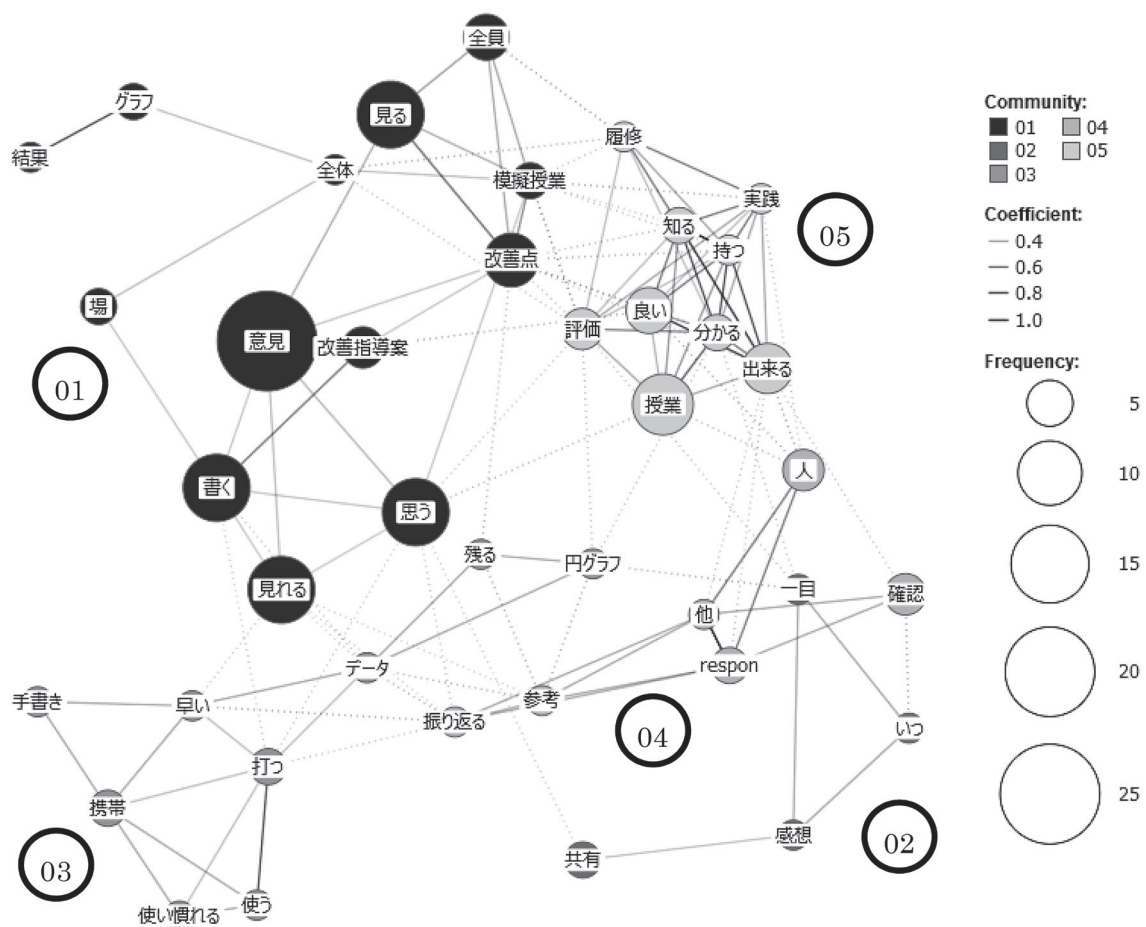 全員
見る
グラフ
結果
履修
全体
模擬授業
実践
知る
05
持つ
改善点
場
良い
評価
分かる
意見
改善指導案
出来る
01
授業
人
書く
思う
残る
円グラフ
見れる
一目
確認
他
データ
respon
手書き
早い
参考
振り返る
04
いつ
打つ
携帯
感想
02
共有
03
使う
使い慣れる
Community:
01 04
02 05
03
Coefficient:
0.4
0.6
0.8
1.0
Frequency:
5
10
15
20
25